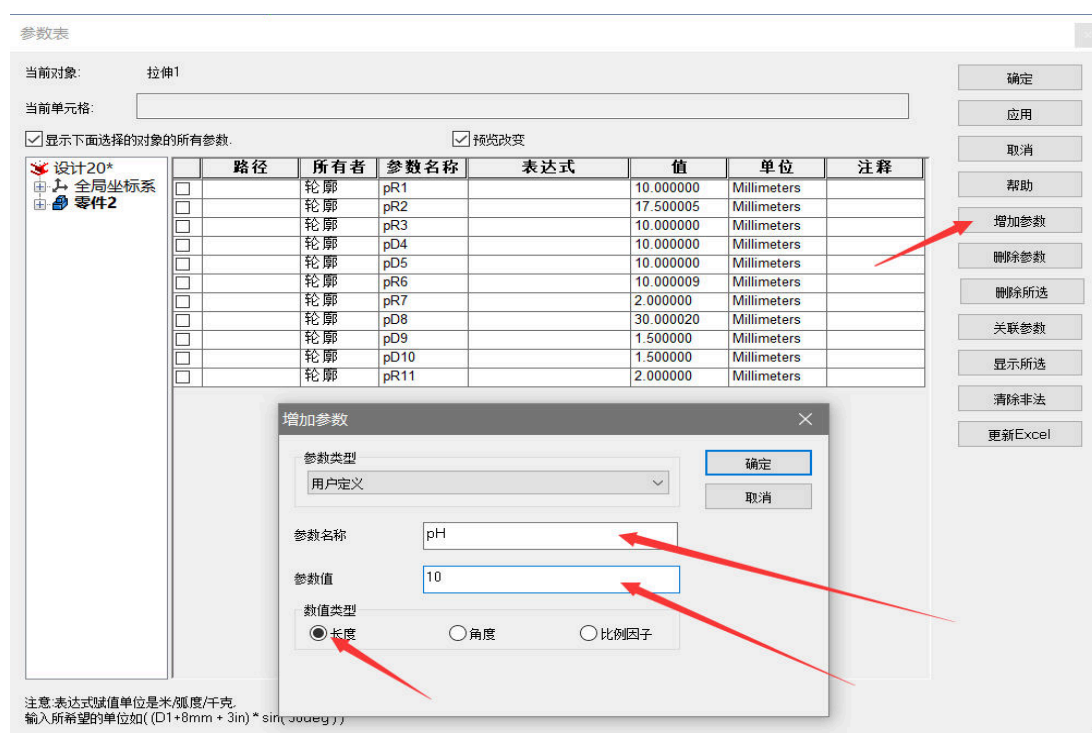 参数表
当前对象: 拉伸1
确定
当前单元格:
应用
显示下面选择的对象的所有参数. 预览改变
取消
设计20*
全局坐标系
零件2
路径 所有者 参数名称 表达式 值 单位 注释
轮廓 pR1 10.000000 Millimeters
轮廓 pR2 17.500005 Millimeters
轮廓 pR3 10.000000 Millimeters
轮廓 pD4 10.000000 Millimeters
轮廓 pD5 10.000000 Millimeters
轮廓 pR6 10.000009 Millimeters
轮廓 pR7 2.000000 Millimeters
轮廓 pD8 30.000020 Millimeters
轮廓 pD9 1.500000 Millimeters
轮廓 pD10 1.500000 Millimeters
轮廓 pR11 2.000000 Millimeters
帮助
增加参数
删除参数
删除所选
关联参数
显示所选
清除非法
更新Excel
增加参数
参数类型
用户定义
确定
取消
参数名称 pH
参数值 10
数值类型
长度 角度 比例因子
注意:表达式赋值单位是米/弧度/千克.
输入所希望的单位如( (D1+8mm + 3in) * sin(